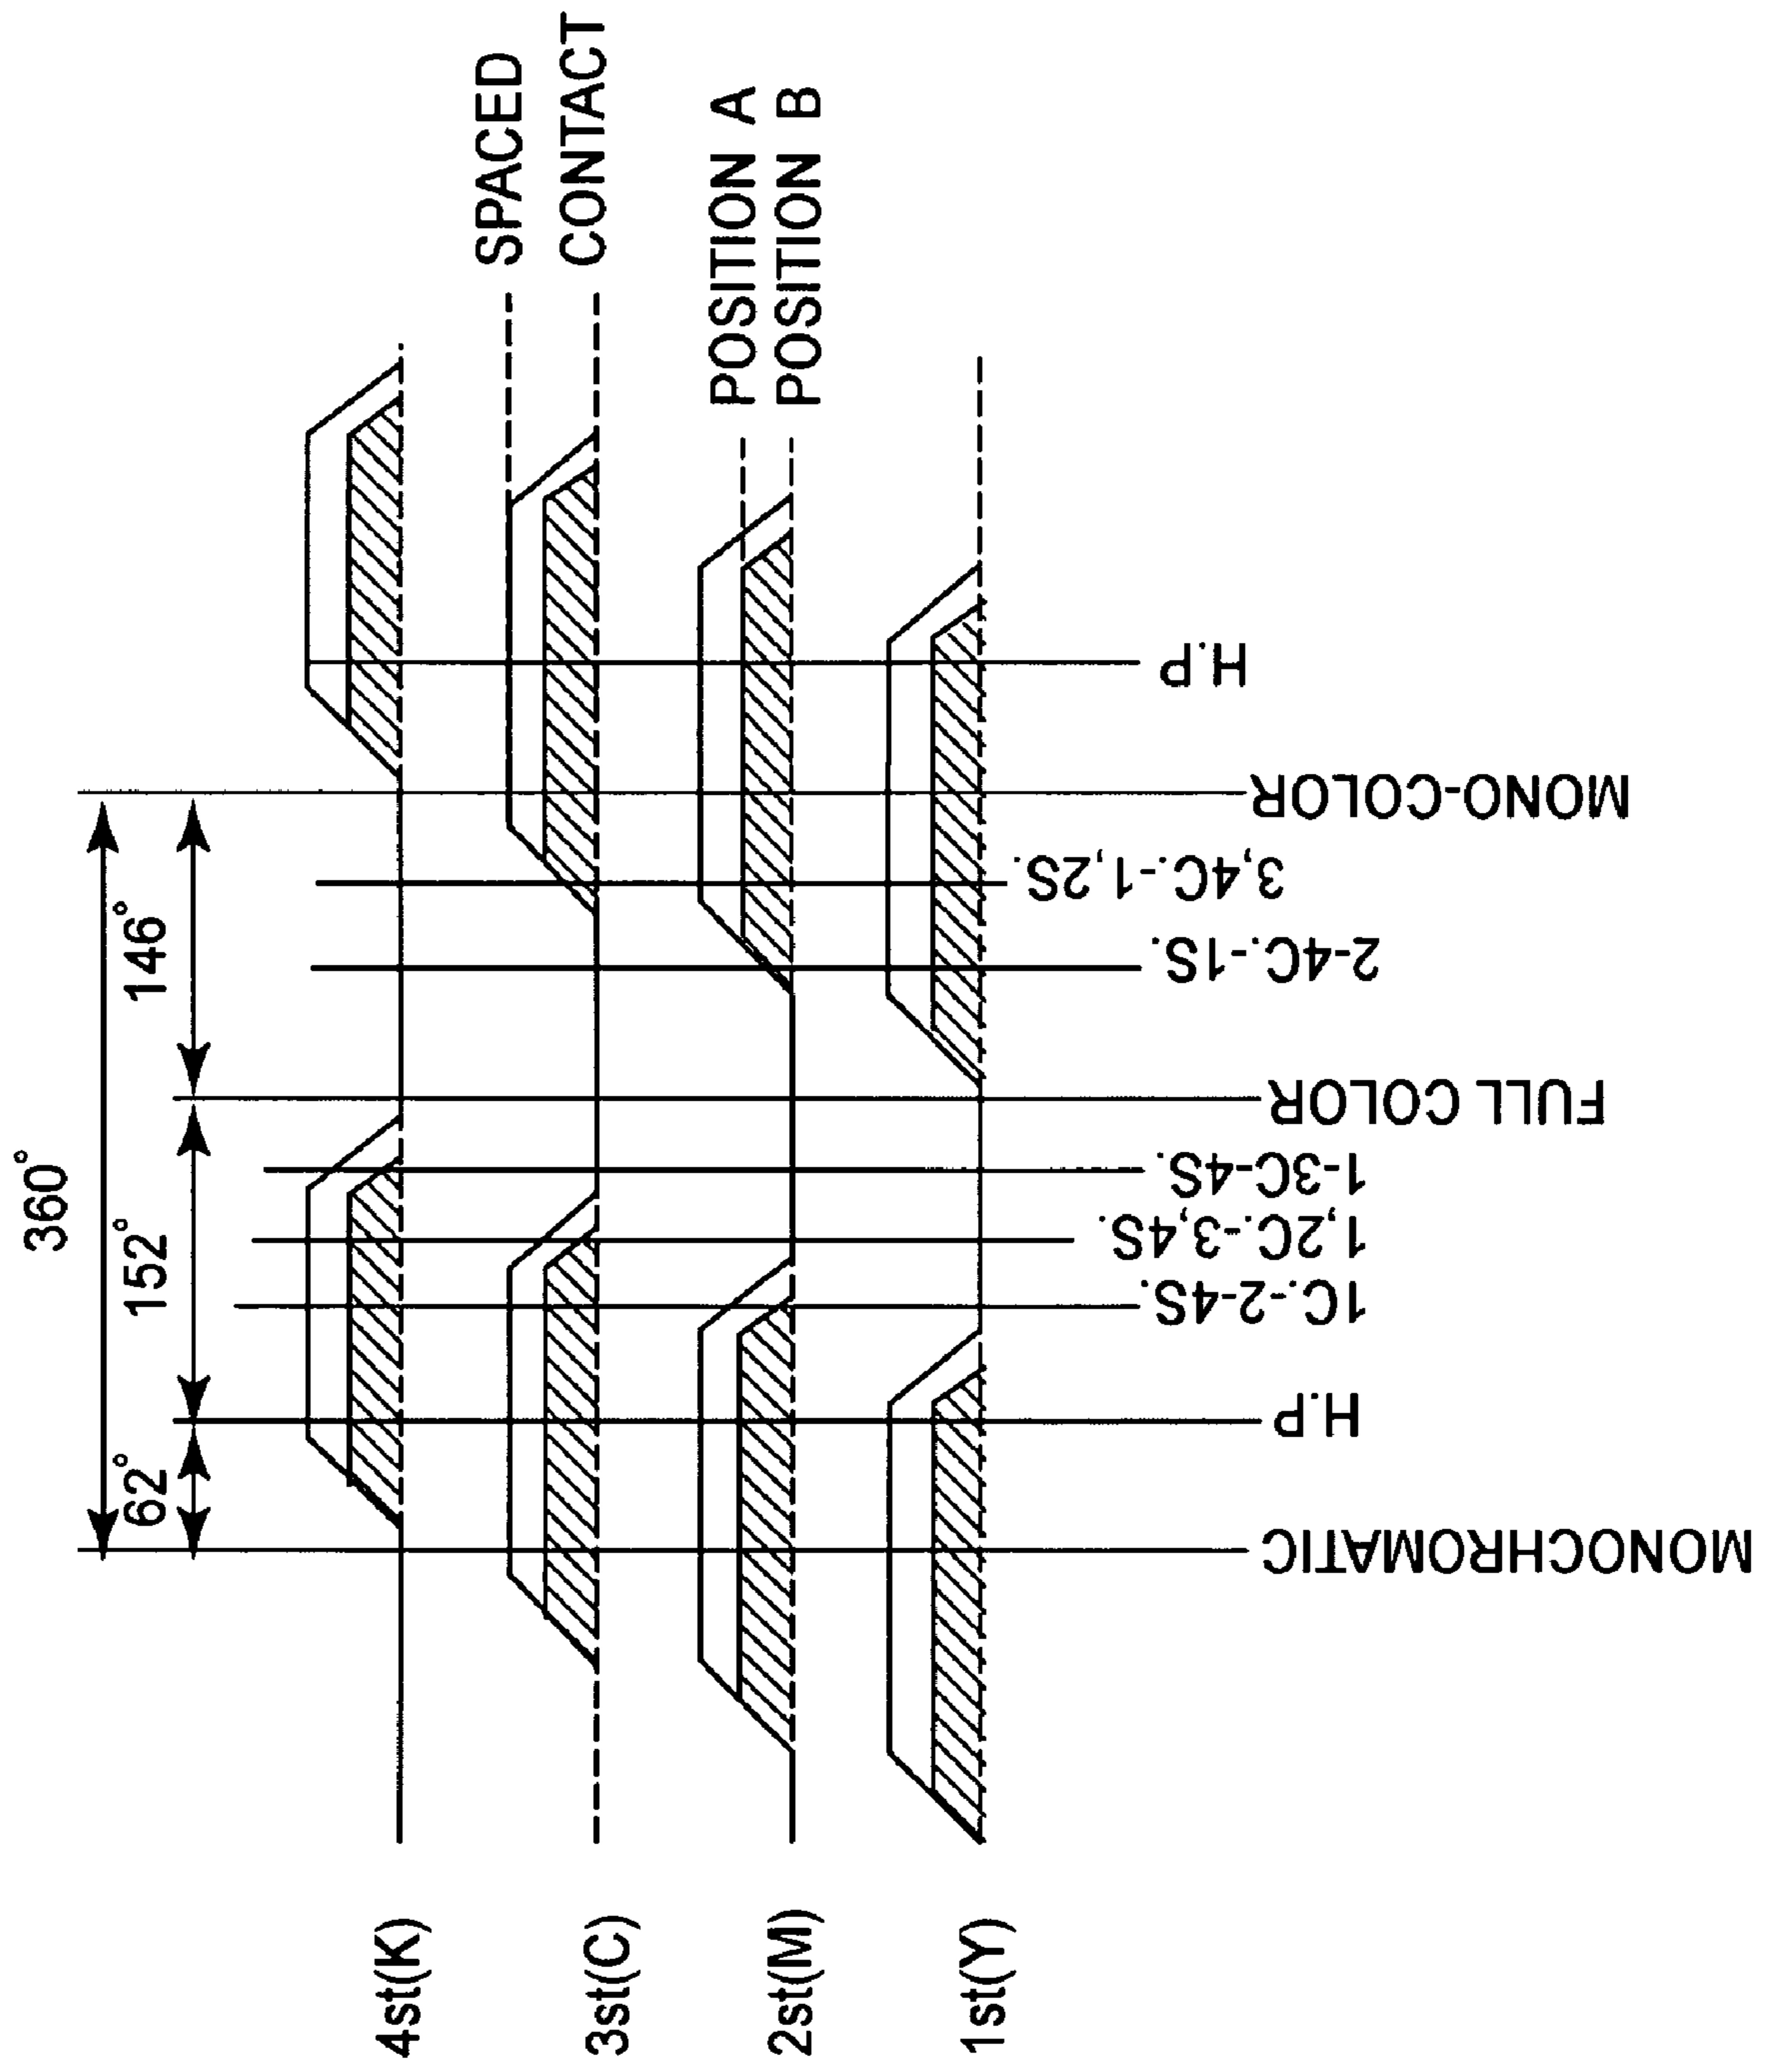 360°
62°
152°
146°
4st(K)
3st(C)
2st(M)
1st(Y)
SPACED
CONTACT
POSITION A
POSITION B
MONOCHROMATIC
H.P
1C.-2-4S.
1,2C.-3,4S.
1-3C-4S.
FULL COLOR
2-4C.-1S.
3,4C.-1,2S.
MONO-COLOR
H.P